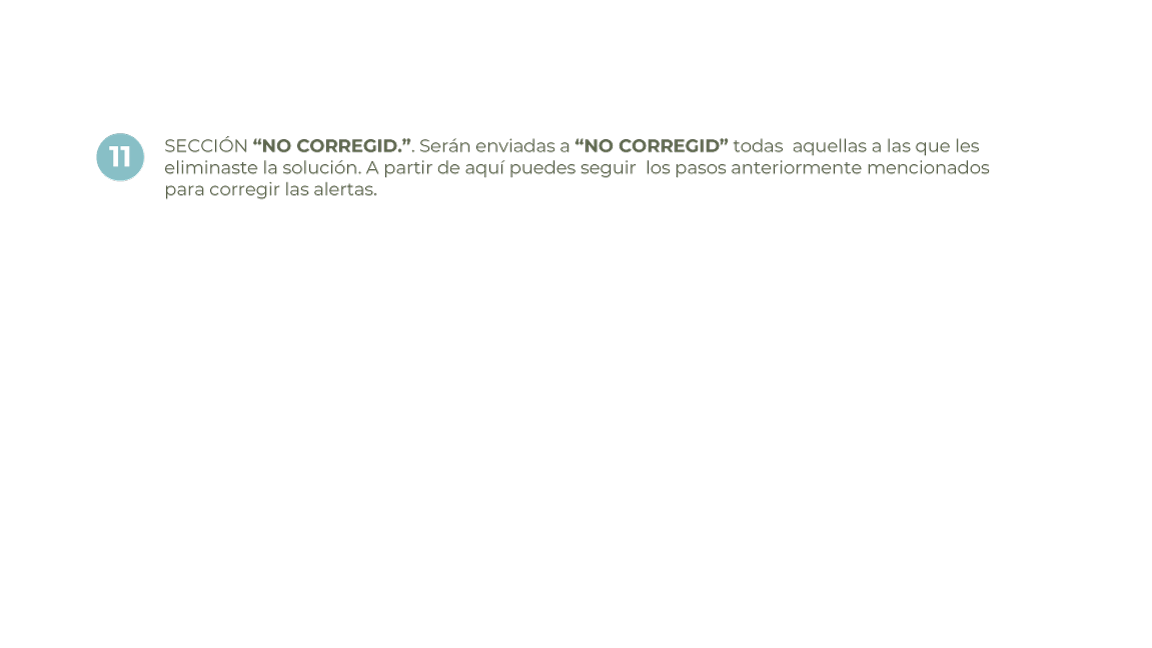 11
SECCIÓN “NO CORREGID.”. Serán enviadas a “NO CORREGID” todas  aquellas a las que les
eliminaste la solución. A partir de aquí puedes seguir  los pasos anteriormente mencionados
para corregir las alertas.